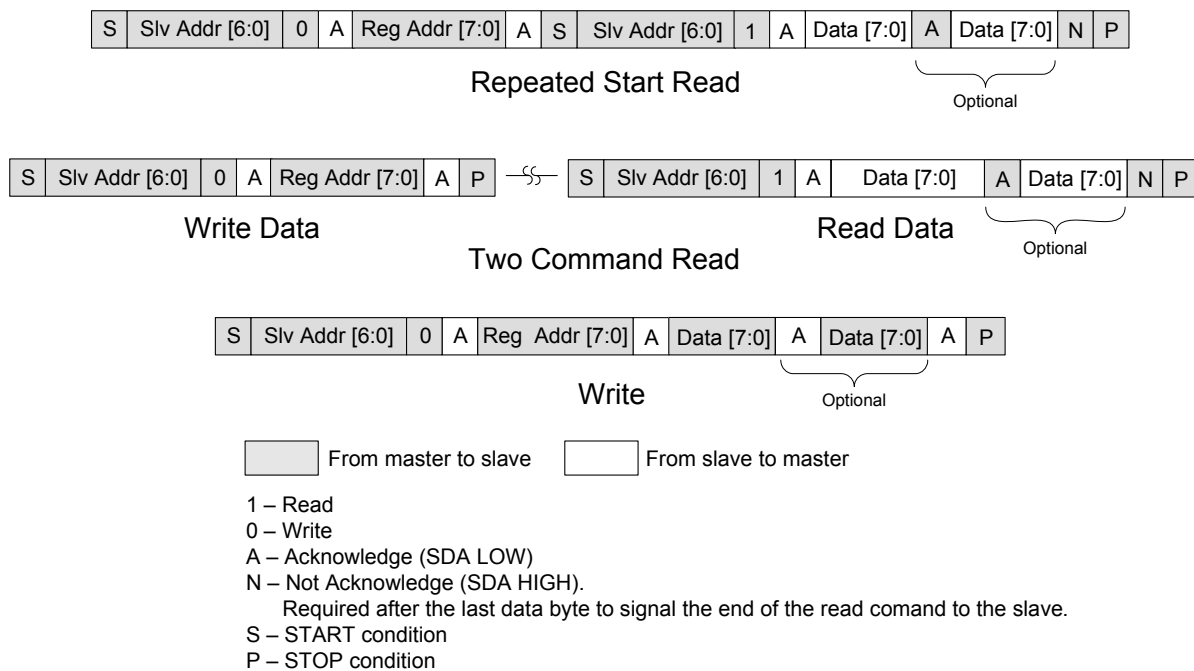 S Slv Addr [6:0] 0 A Reg Addr [7:0] A S Slv Addr [6:0] 1 A Data [7:0] A Data [7:0] N P
Repeated Start Read
Optional
S Slv Addr [6:0] 0 A Reg Addr [7:0] A P S Slv Addr [6:0] 1 A Data [7:0] A Data [7:0] N P
Write Data Read Data
Optional
Two Command Read
S Slv Addr [6:0] 0 A Reg Addr [7:0] A Data [7:0] A Data [7:0] A P
Write
Optional
From master to slave From slave to master
1 – Read
0 – Write
A – Acknowledge (SDA LOW)
N – Not Acknowledge (SDA HIGH).
Required after the last data byte to signal the end of the read comand to the slave.
S – START condition
P – STOP condition